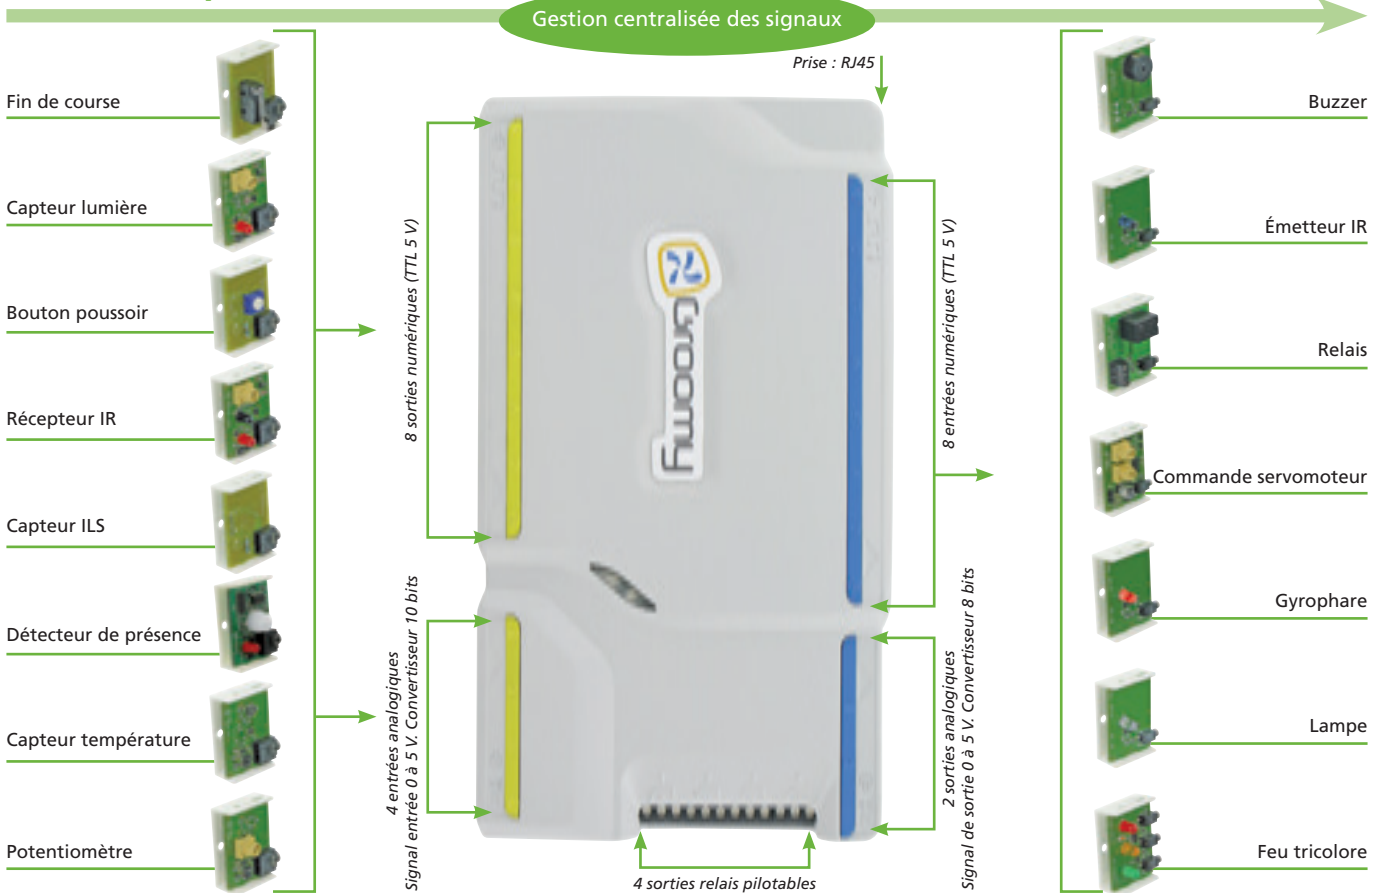 Gestion centralisée des signaux
Prise : RJ45
Fin de course
Capteur lumière
Bouton poussoir
Récepteur IR
Capteur ILS
Détecteur de présence
Capteur température
Potentiomètre
8 sorties numériques (TTL 5 V)
4 entrées analogiques
Signal entrée 0 à 5 V. Convertisseur 10 bits
Groomy
4 sorties relais pilotables
8 entrées numériques (TTL 5 V)
2 sorties analogiques
Signal de sortie 0 à 5 V. Convertisseur 8 bits
Buzzer
Émetteur IR
Relais
Commande servomoteur
Gyrophare
Lampe
Feu tricolore